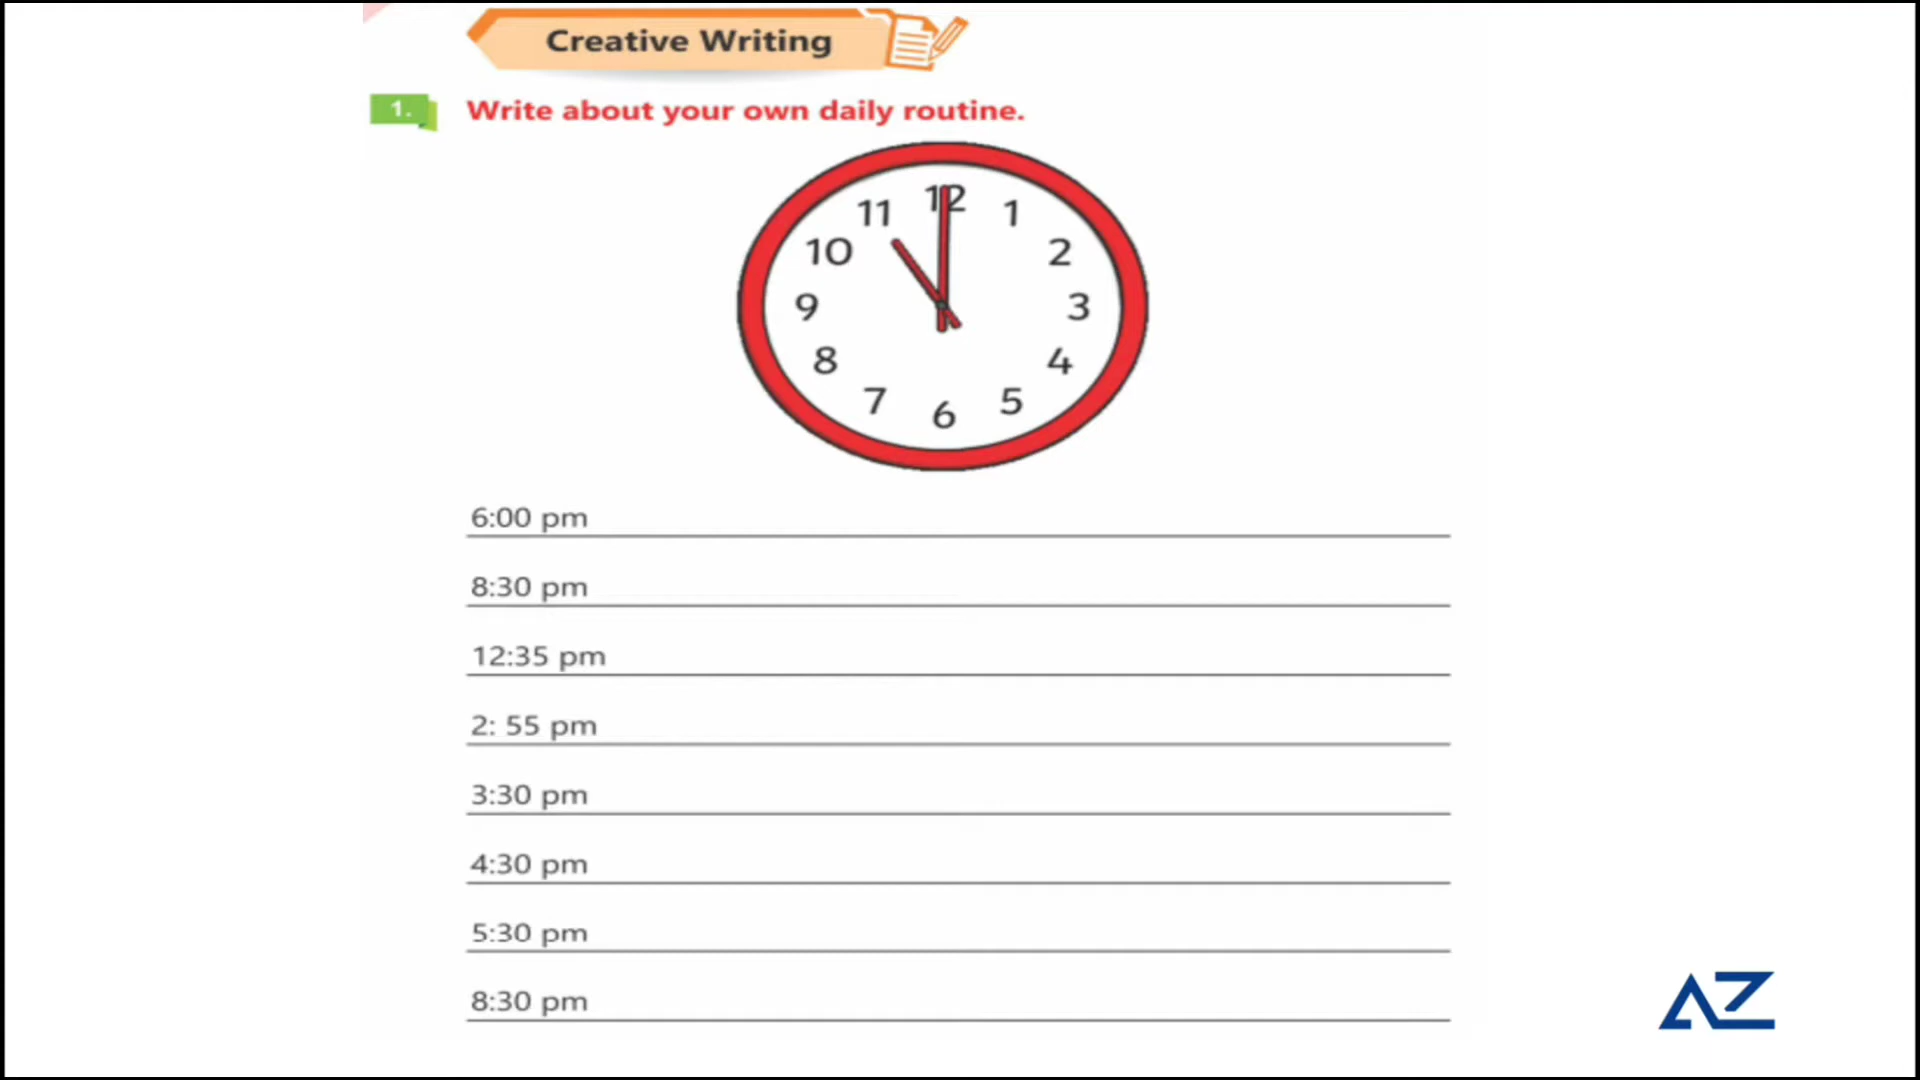 Creative Writing
1. Write about your own daily routine.
12
11 1
10 2
9 3
8 4
7 5
6
6:00 pm
8:30 pm
12:35 pm
2: 55 pm
3:30 pm
4:30 pm
5:30 pm
8:30 pm
AZ